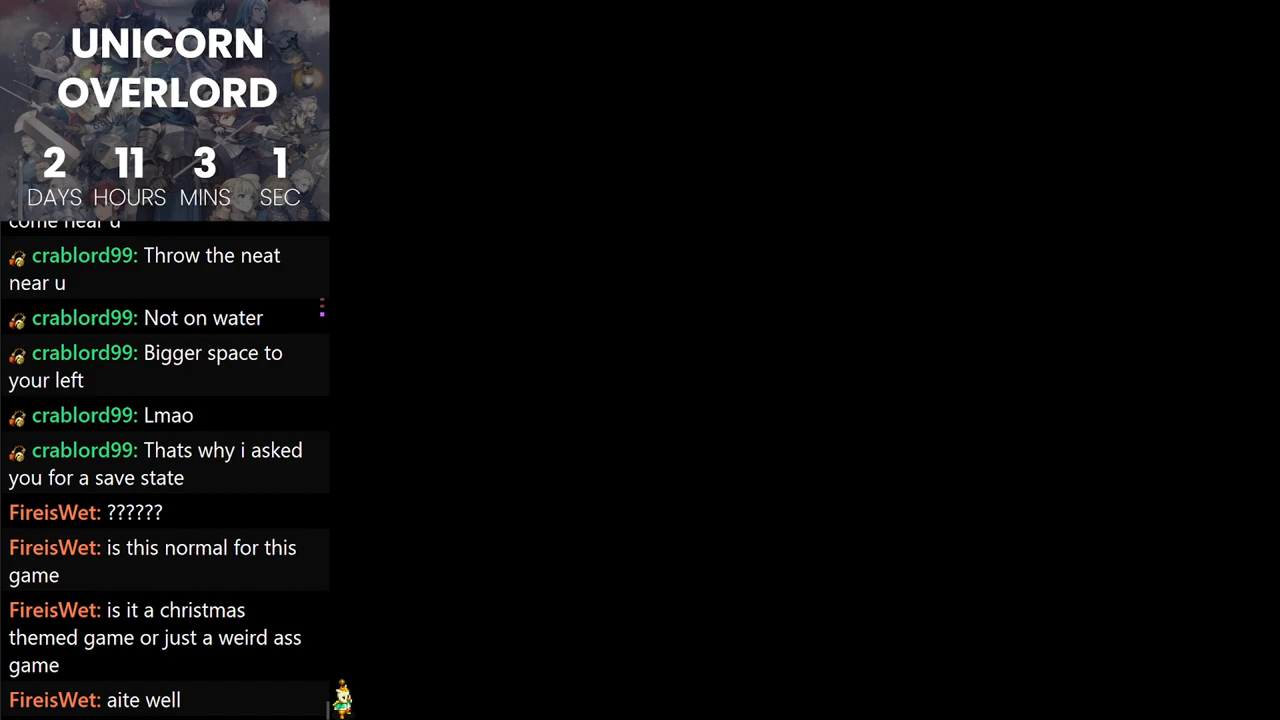 UNICORN
OVERLORD
2 11 3 1
DAYS HOURS MINS SEC
come near u
crablord99: Throw the neat
near u
crablord99: Not on water
crablord99: Bigger space to
your left
crablord99: Lmao
crablord99: Thats why i asked
you for a save state
FireisWet: ??????
FireisWet: is this normal for this
game
FireisWet: is it a christmas
themed game or just a weird ass
game
FireisWet: aite well